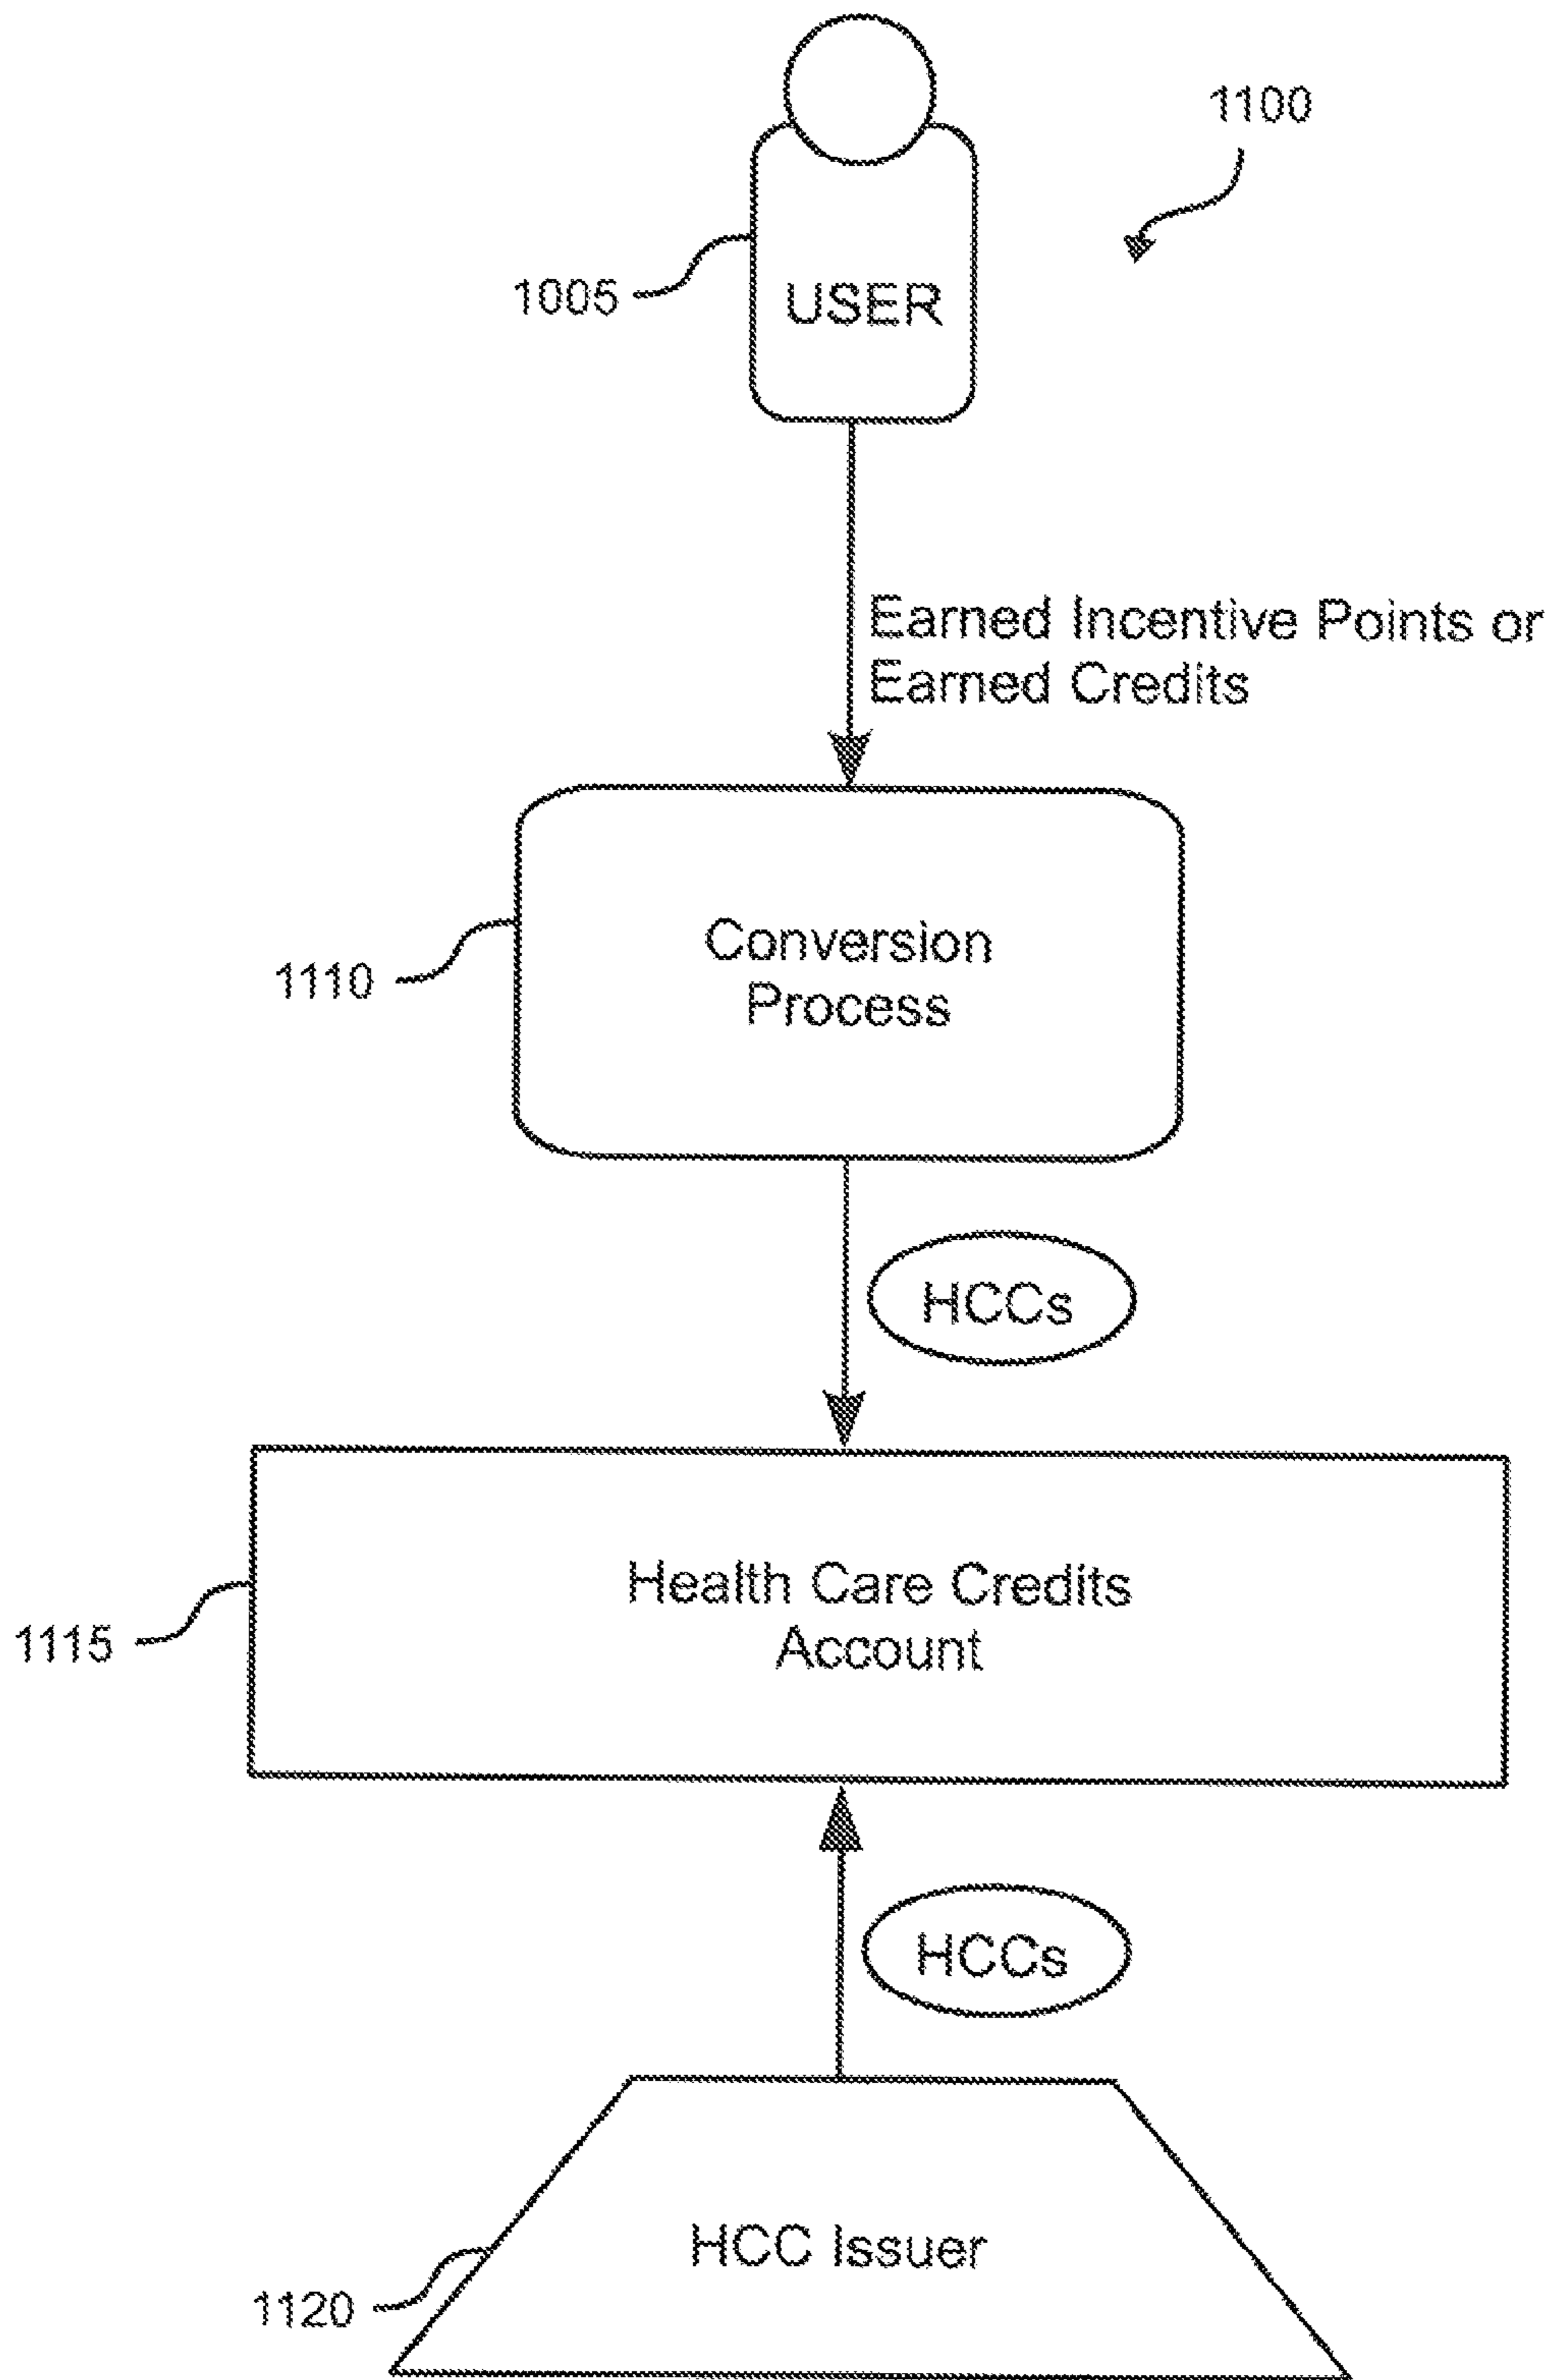 1100
1005
USER
Earned Incentive Points or
Earned Credits
Conversion
Process
1110
HCCs
Health Care Credits
Account
1115
HCCs
HCC Issuer
1120